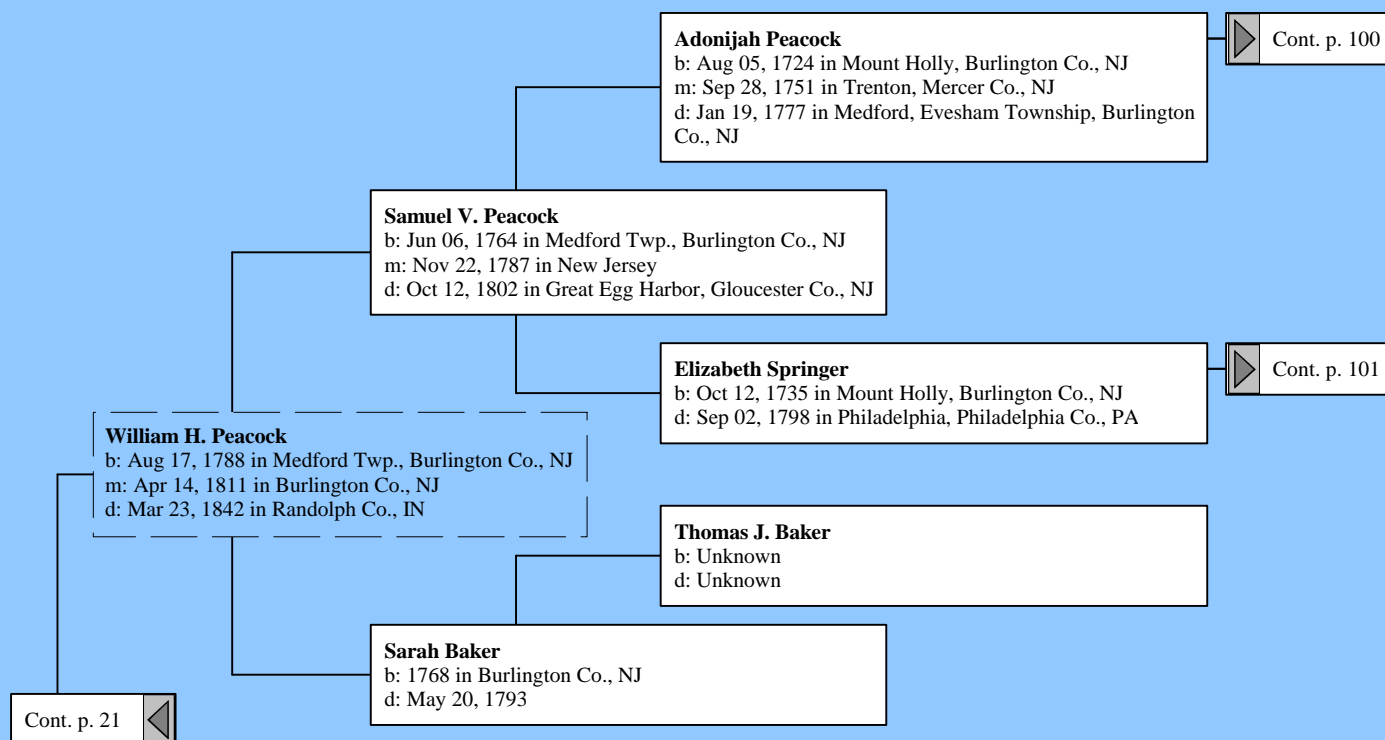 Adonijah Peacock
b: Aug 05, 1724 in Mount Holly, Burlington Co., NJ
m: Sep 28, 1751 in Trenton, Mercer Co., NJ
d: Jan 19, 1777 in Medford, Evesham Township, Burlington
Co., NJ
Cont. p. 100
Samuel V. Peacock
b: Jun 06, 1764 in Medford Twp., Burlington Co., NJ
m: Nov 22, 1787 in New Jersey
d: Oct 12, 1802 in Great Egg Harbor, Gloucester Co., NJ
Elizabeth Springer
b: Oct 12, 1735 in Mount Holly, Burlington Co., NJ
d: Sep 02, 1798 in Philadelphia, Philadelphia Co., PA
Cont. p. 101
William H. Peacock
b: Aug 17, 1788 in Medford Twp., Burlington Co., NJ
m: Apr 14, 1811 in Burlington Co., NJ
d: Mar 23, 1842 in Randolph Co., IN
Thomas J. Baker
b: Unknown
d: Unknown
Sarah Baker
b: 1768 in Burlington Co., NJ
d: May 20, 1793
Cont. p. 21